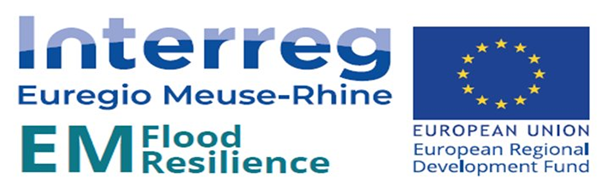 Interreg
Euregio Meuse-Rhine
EM Flood
Resilience
EUROPEAN UNION
European Regional
Development Fund